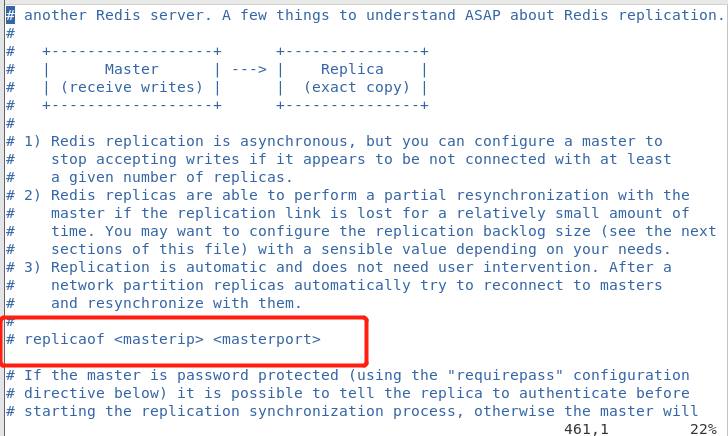 # another Redis server. A few things to understand ASAP about Redis replication.
#
#   +------------------+      +---------------+
#   |      Master      | ---> |    Replica    |
#   | (receive writes) |      |  (exact copy) |
#   +------------------+      +---------------+
#
# 1) Redis replication is asynchronous, but you can configure a master to
#    stop accepting writes if it appears to be not connected with at least
#    a given number of replicas.
# 2) Redis replicas are able to perform a partial resynchronization with the
#    master if the replication link is lost for a relatively small amount of
#    time. You may want to configure the replication backlog size (see the next
#    sections of this file) with a sensible value depending on your needs.
# 3) Replication is automatic and does not need user intervention. After a
#    network partition replicas automatically try to reconnect to masters
#    and resynchronize with them.
#
# replicaof <masterip> <masterport>

# If the master is password protected (using the "requirepass" configuration
# directive below) it is possible to tell the replica to authenticate before
# starting the replication synchronization process, otherwise the master will
461,1 22%